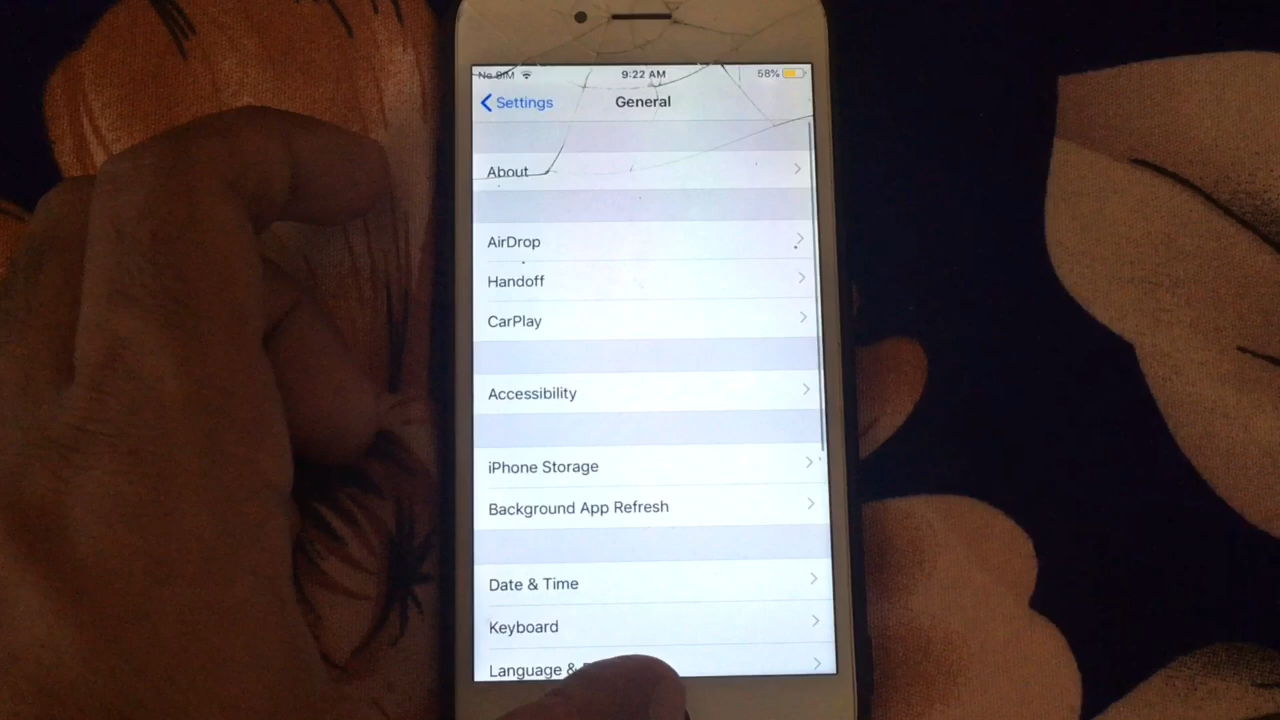 No SIM 9:22 AM 58%
Settings General
About
AirDrop
Handoff
CarPlay
Accessibility
iPhone Storage
Background App Refresh
Date & Time
Keyboard
Language &